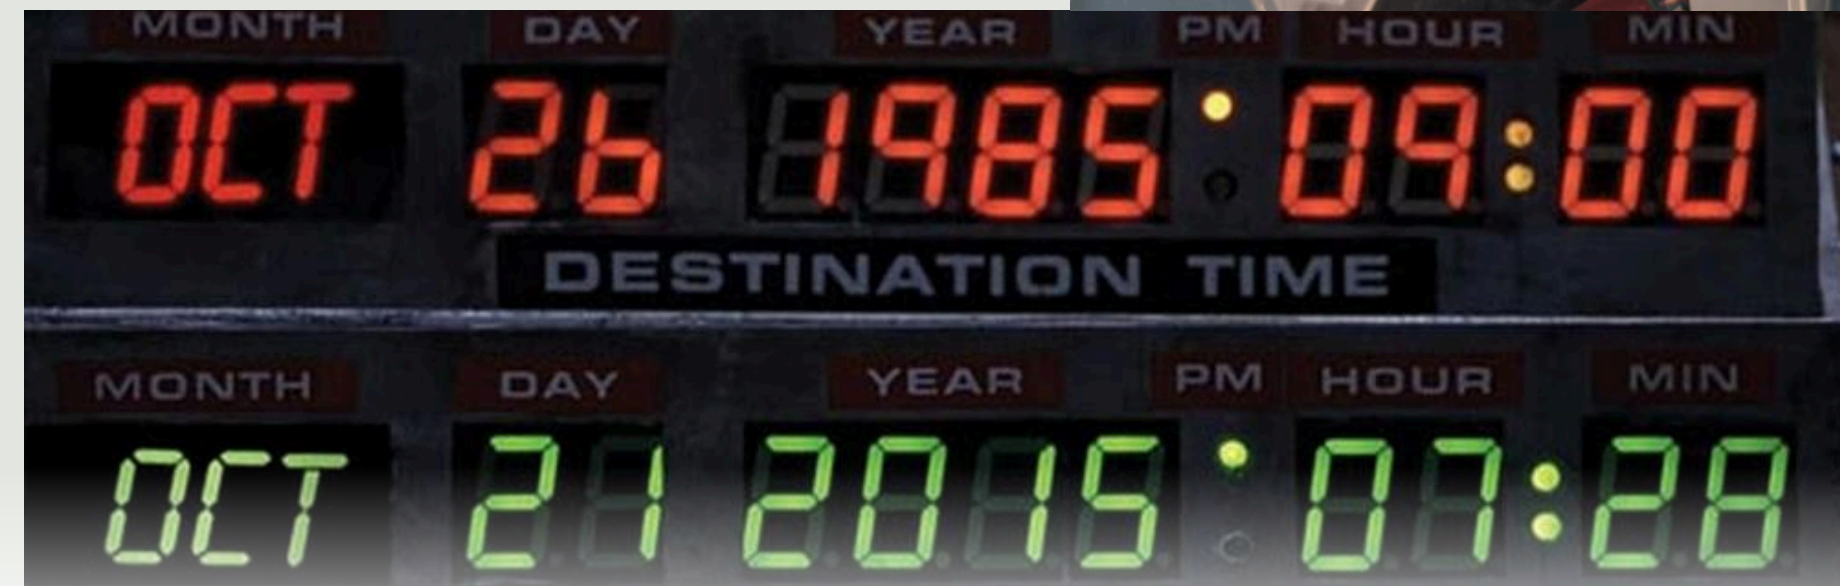 MONTH DAY YEAR PM HOUR MIN
OCT 26 1985 09:00
DESTINATION TIME
MONTH DAY YEAR PM HOUR MIN
OCT 21 2015 07:28